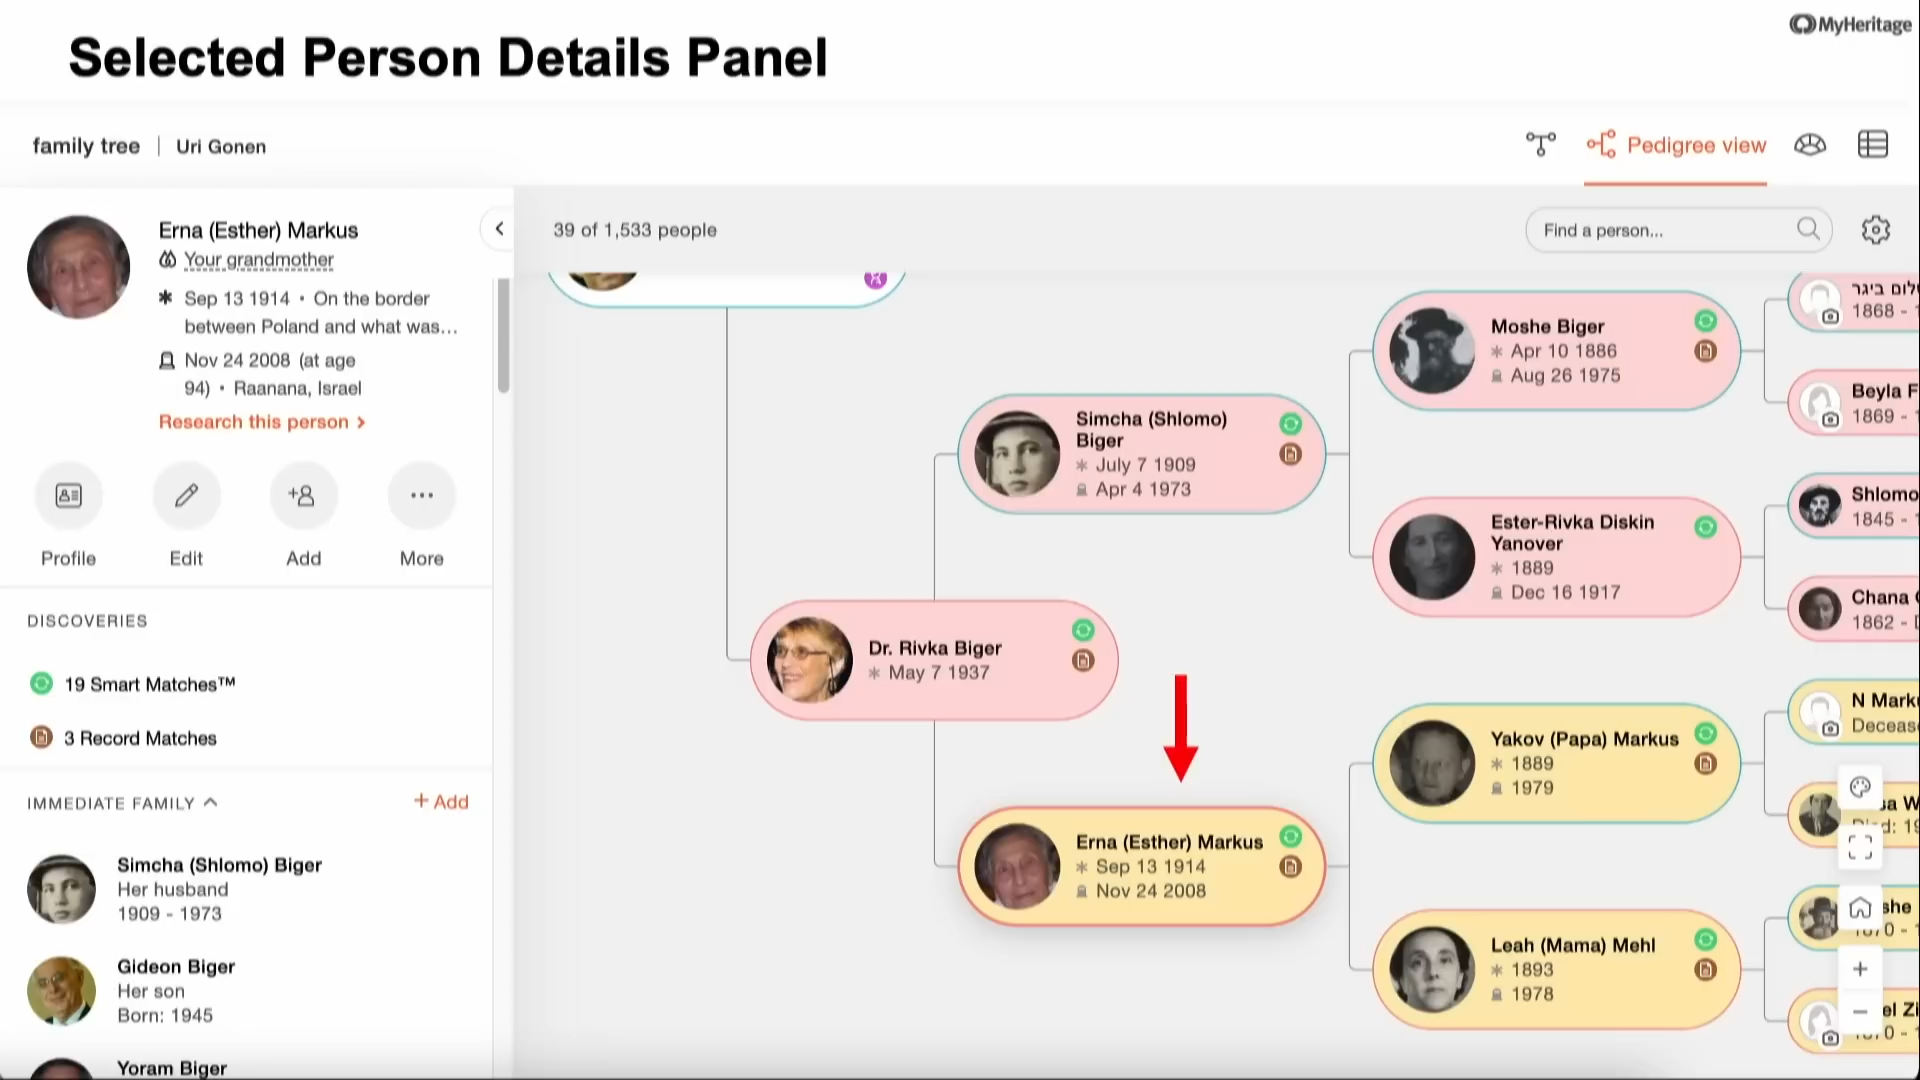 MyHeritage
Selected Person Details Panel
family tree | Uri Gonen
Pedigree view
Erna (Esther) Markus
Your grandmother
Sep 13 1914 • On the border
between Poland and what was...
Nov 24 2008 (at age
94) • Raanana, Israel
Research this person >
Profile
Edit
Add
More
DISCOVERIES
19 Smart Matches™
3 Record Matches
IMMEDIATE FAMILY
+ Add
Simcha (Shlomo) Biger
Her husband
1909 - 1973
Gideon Biger
Her son
Born: 1945
Yoram Biger
39 of 1,533 people
Find a person...
Dr. Rivka Biger
May 7 1937
Simcha (Shlomo)
Biger
July 7 1909
Apr 4 1973
Erna (Esther) Markus
Sep 13 1914
Nov 24 2008
Moshe Biger
Apr 10 1886
Aug 26 1975
Ester-Rivka Diskin
Yanover
1889
Dec 16 1917
Yakov (Papa) Markus
1889
1979
Leah (Mama) Mehl
1893
1978
ביגר
1868 -
Beyla F
1869 -
Shlomo
1845 -
Chana
1862 -
N Mark
Deceas